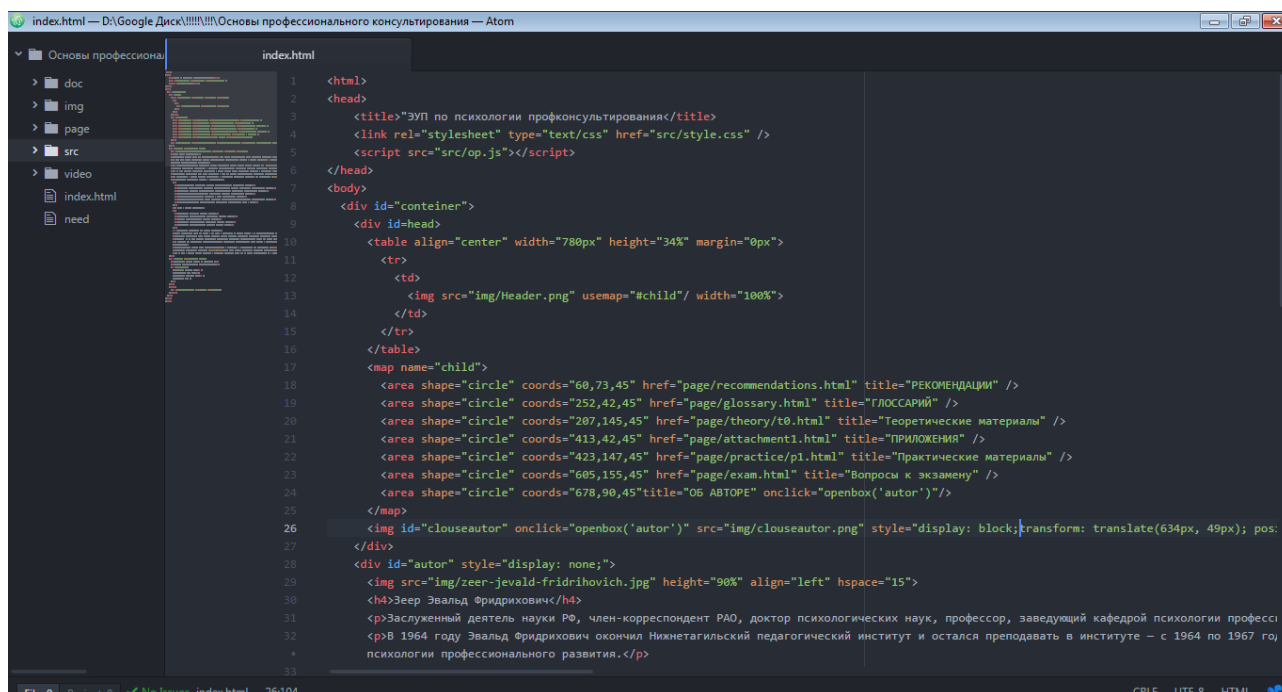 index.html — D:\Google Диск\!!!!!\!!!\Основы профессионального консультирования — Atom
Основы профессиона
index.html
doc
img
page
src
video
index.html
need
1 <html>
2 <head>
3 <title>"ЭУП по психологии профконсультирования</title>
4 <link rel="stylesheet" type="text/css" href="src/style.css" />
5 <script src="src/op.js"></script>
6 </head>
7 <body>
8 <div id="conteiner">
9 <div id=head>
10 <table align="center" width="780px" height="34%" margin="0px">
11 <tr>
12 <td>
13 <img src="img/Header.png" usemap="#child"/ width="100%">
14 </td>
15 </tr>
16 </table>
17 <map name="child">
18 <area shape="circle" coords="60,73,45" href="page/recommendations.html" title="РЕКОМЕНДАЦИИ" />
19 <area shape="circle" coords="252,42,45" href="page/glossary.html" title="ГЛОССАРИЙ" />
20 <area shape="circle" coords="207,145,45" href="page/theory/t0.html" title="Теоретические материалы" />
21 <area shape="circle" coords="413,42,45" href="page/attachment1.html" title="ПРИЛОЖЕНИЯ" />
22 <area shape="circle" coords="423,147,45" href="page/practice/p1.html" title="Практические материалы" />
23 <area shape="circle" coords="605,155,45" href="page/exam.html" title="Вопросы к экзамену" />
24 <area shape="circle" coords="678,90,45"title="ОБ АВТОРЕ" onclick="openbox('autor')"/>
25 </map>
26 <img id="clouseautor" onclick="openbox('autor')" src="img/clouseautor.png" style="display: block;transform: translate(634px, 49px); pos
27 </div>
28 <div id="autor" style="display: none;">
29 <img src="img/zeer-jevald-fridrihovich.jpg" height="90%" align="left" hspace="15">
30 <h4>Зеер Эвальд Фридрихович</h4>
31 <p>Заслуженный деятель науки РФ, член-корреспондент РАО, доктор психологических наук, профессор, заведующий кафедрой психологии професс
32 <p>В 1964 году Эвальд Фридрихович окончил Нижнетагильский педагогический институт и остался преподавать в институте — с 1964 по 1967 го
• психологии профессионального развития.</p>
33
File 0 Project 0 No Issues index.html 26:104 CRLF UTF-8 HTML